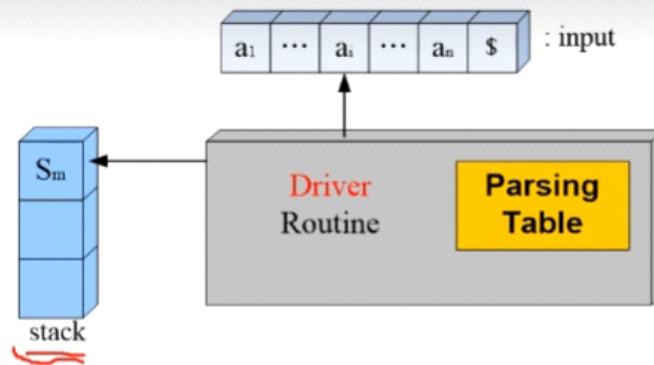 a₁ ... aᵢ ... aₙ $ : input
Sₘ
Driver
Routine
Parsing
Table
stack